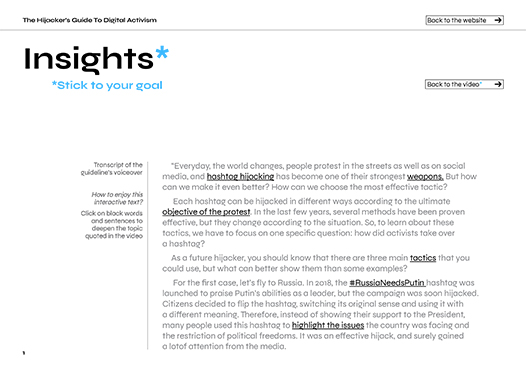 The Hijacker's Guide To Digital Activism
Back to the website →
Insights*
*Stick to your goal
Back to the video* →
Transcript of the
guideline's voiceover
How to enjoy this
interactive text?
Click on black words
and sentences to
deepen the topic
quoted in the video
"Everyday, the world changes, people protest in the streets as well as on social
media, and hashtag hijacking has become one of their strongest weapons. But how
can we make it even better? How can we choose the most effective tactic?
Each hashtag can be hijacked in different ways according to the ultimate
objective of the protest. In the last few years, several methods have been proven
effective, but they change according to the situation. So, to learn about these
tactics, we have to focus on one specific question: how did activists take over
a hashtag?
As a future hijacker, you should know that there are three main tactics that you
could use, but what can better show them than some examples?
For the first case, let's fly to Russia. In 2018, the #RussiaNeedsPutin hashtag was
launched to praise Putin's abilities as a leader, but the campaign was soon hijacked.
Citizens decided to flip the hashtag, switching its original sense and using it with
a different meaning. Therefore, instead of showing their support to the President,
many people used this hashtag to highlight the issues the country was facing and
the restriction of political freedoms. It was an effective hijack, and surely gained
a lotof attention from the media.
1